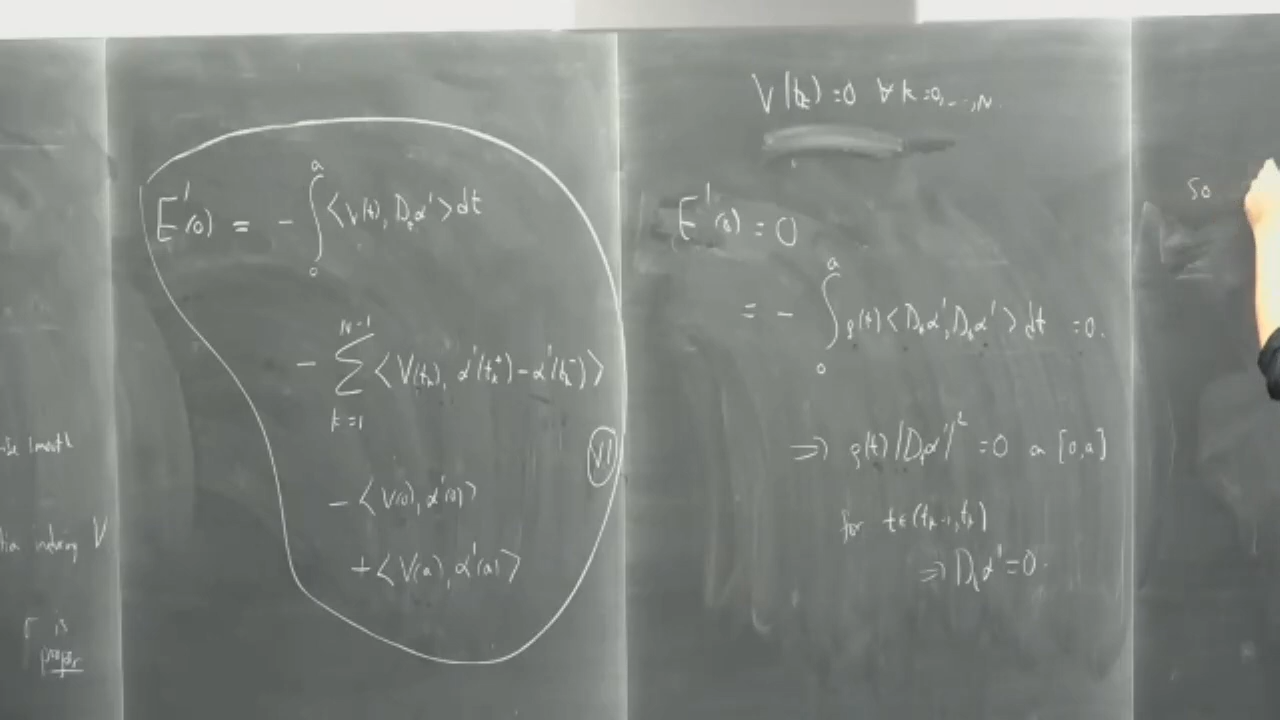 E'(0) = - ∫₀ᵃ <V(t), D_t α'> dt
- Σ_{k=1}^{N-1} <V(t_k), α'(t_k⁺) - α'(t_k⁻)>
- <V(0), α'(0)>
+ <V(a), α'(a)>
VI
V
Γ is
proper
V(t_k) = 0 ∀ k = 0, ..., N.
E'(0) = 0
= - ∫₀ᵃ g(t) <D_t α', D_t α'> dt = 0.
⇒ g(t) |D_t α'|² = 0 on [0,a]
for t ∈ (t_{k-1}, t_k)
⇒ D_t α' = 0.
So